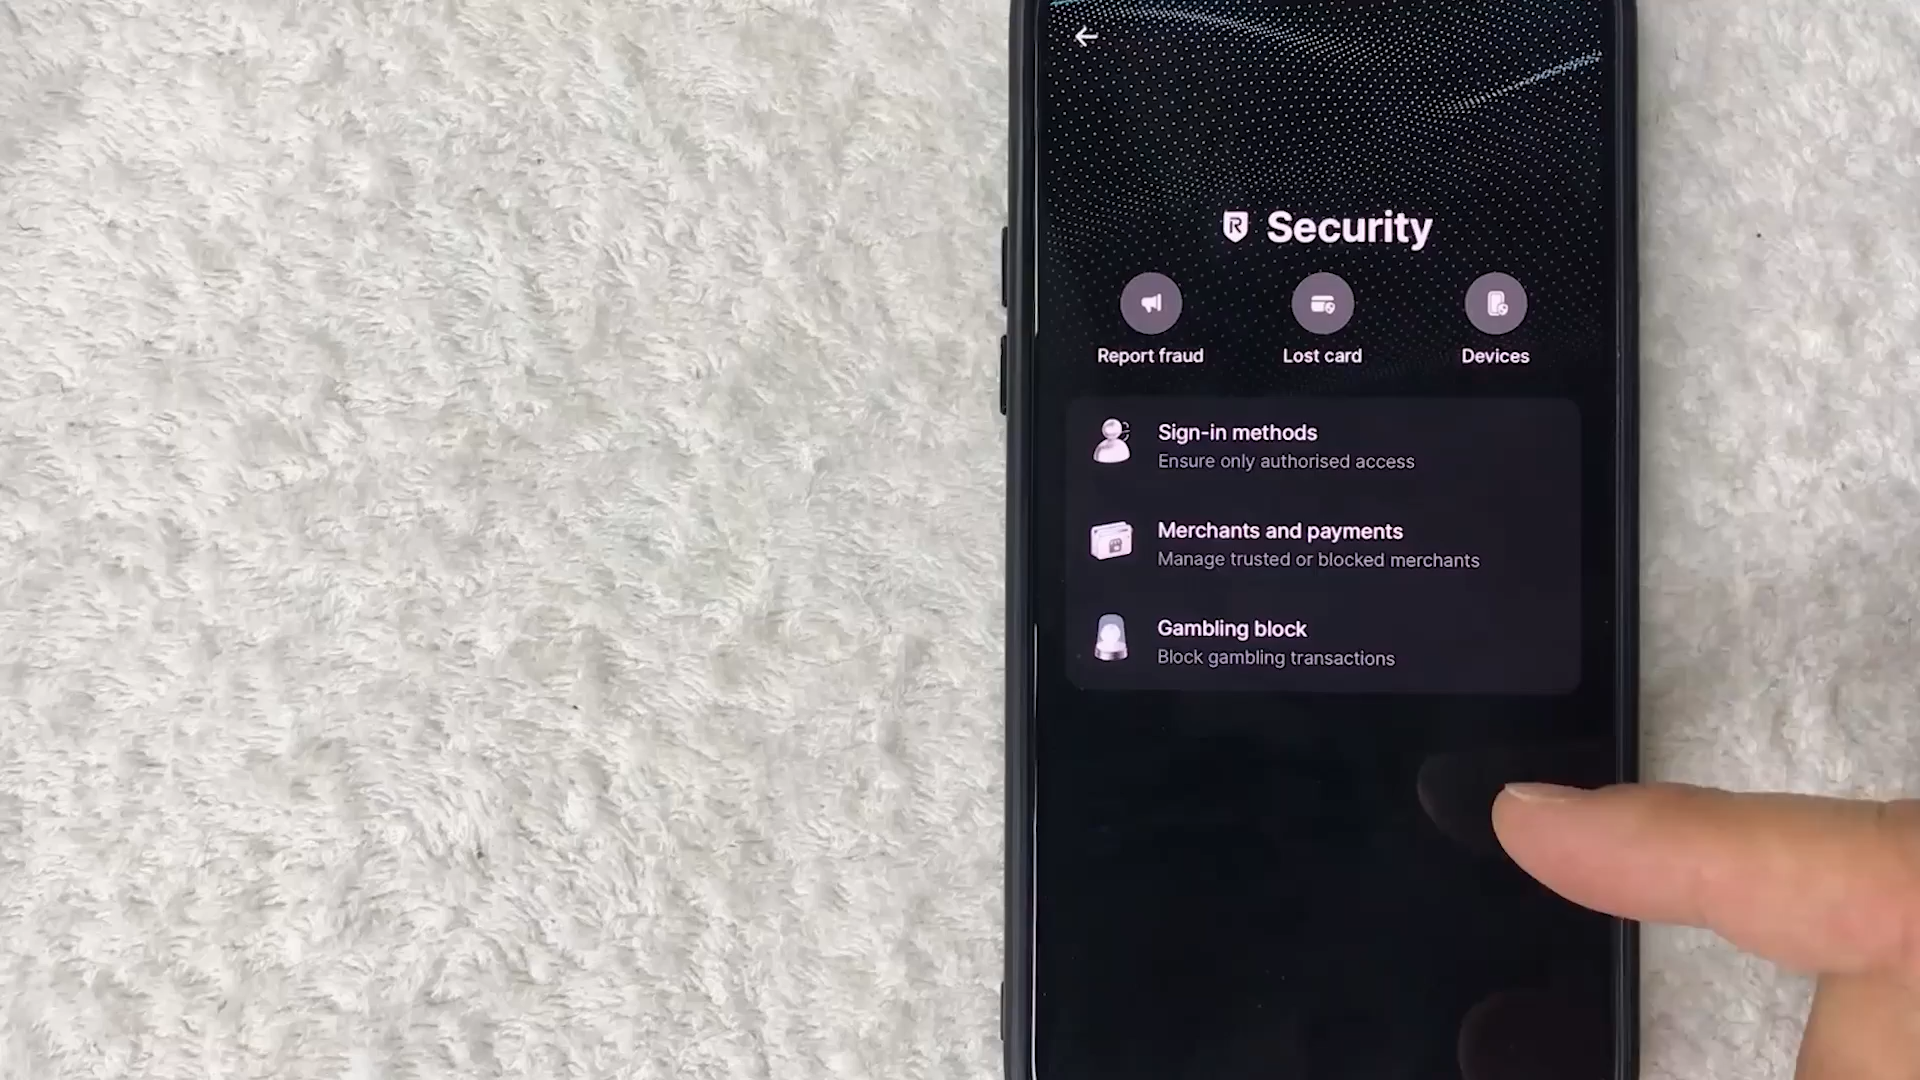 Security
Report fraud
Lost card
Devices
Sign-in methods
Ensure only authorised access
Merchants and payments
Manage trusted or blocked merchants
Gambling block
Block gambling transactions